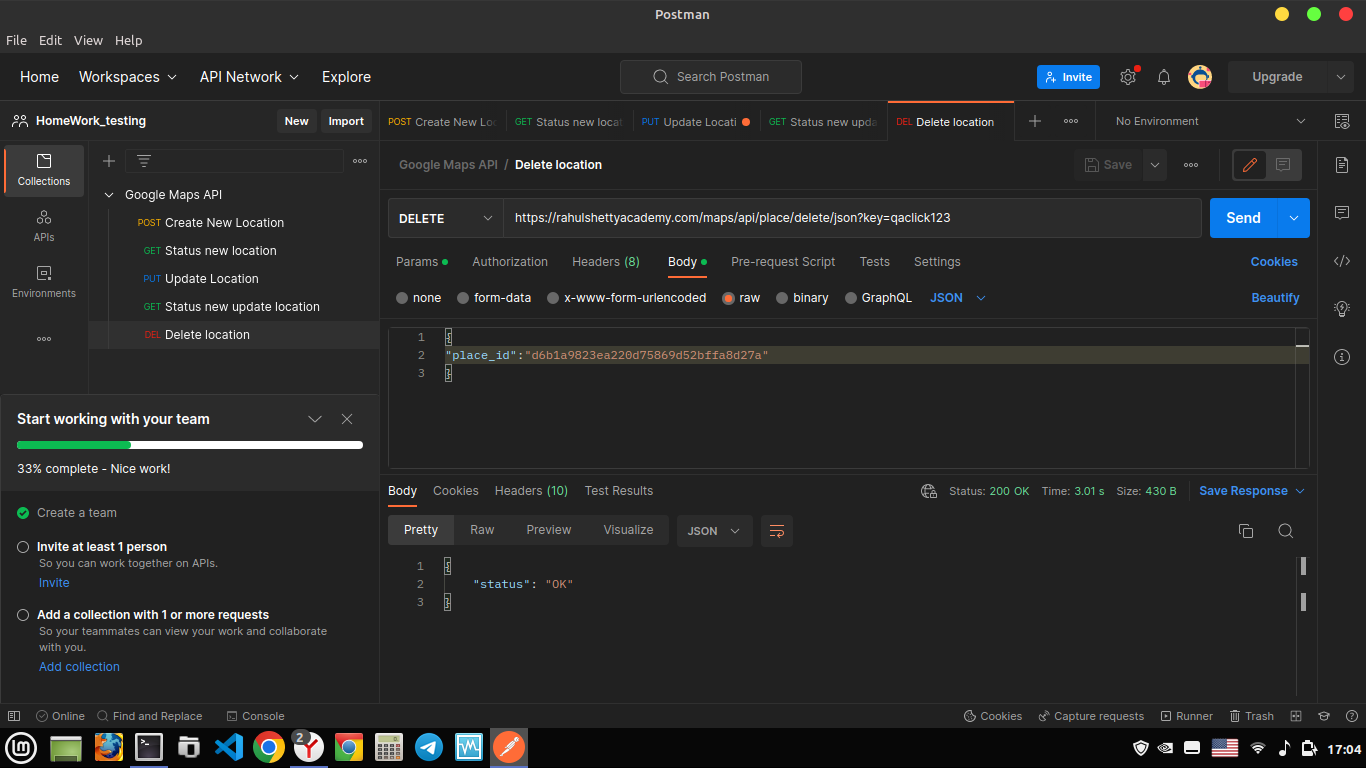 Postman
File Edit View Help
Home Workspaces API Network Explore Search Postman Invite Upgrade
HomeWork_testing New Import
POST Create New Loc GET Status new locat PUT Update Locati GET Status new upda DEL Delete location No Environment
Collections
APIs
Environments
Google Maps API
POST Create New Location
GET Status new location
PUT Update Location
GET Status new update location
DEL Delete location
Google Maps API / Delete location Save
DELETE https://rahulshettyacademy.com/maps/api/place/delete/json?key=qaclick123 Send
Params Authorization Headers (8) Body Pre-request Script Tests Settings Cookies
none form-data x-www-form-urlencoded raw binary GraphQL JSON Beautify
1 {
2 "place_id":"d6b1a9823ea220d75869d52bffa8d27a"
3 }
Start working with your team
33% complete - Nice work!
Create a team
Invite at least 1 person
So you can work together on APIs.
Invite
Add a collection with 1 or more requests
So your teammates can view your work and collaborate
with you.
Add collection
Body Cookies Headers (10) Test Results Status: 200 OK Time: 3.01 s Size: 430 B Save Response
Pretty Raw Preview Visualize JSON
1 {
2 "status": "OK"
3 }
Online Find and Replace Console Cookies Capture requests Runner Trash
2 17:04